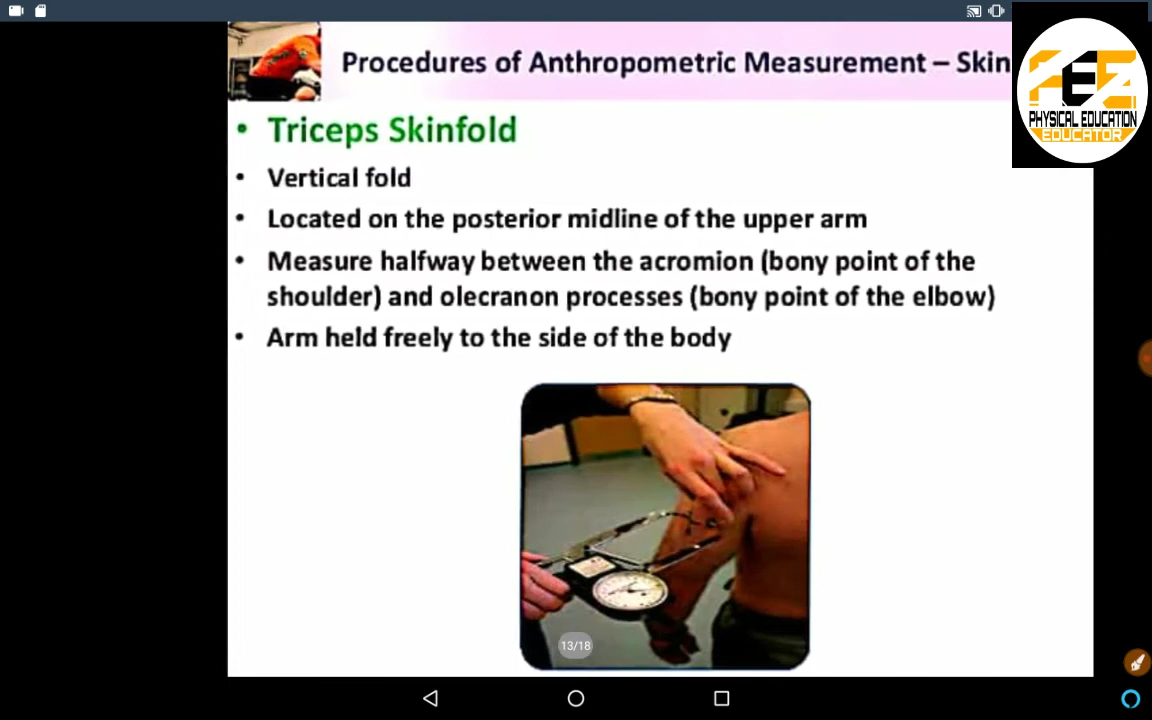 Procedures of Anthropometric Measurement – Skin
PHYSICAL EDUCATION
EDUCATOR
• Triceps Skinfold
• Vertical fold
• Located on the posterior midline of the upper arm
• Measure halfway between the acromion (bony point of the
shoulder) and olecranon processes (bony point of the elbow)
• Arm held freely to the side of the body
13/18